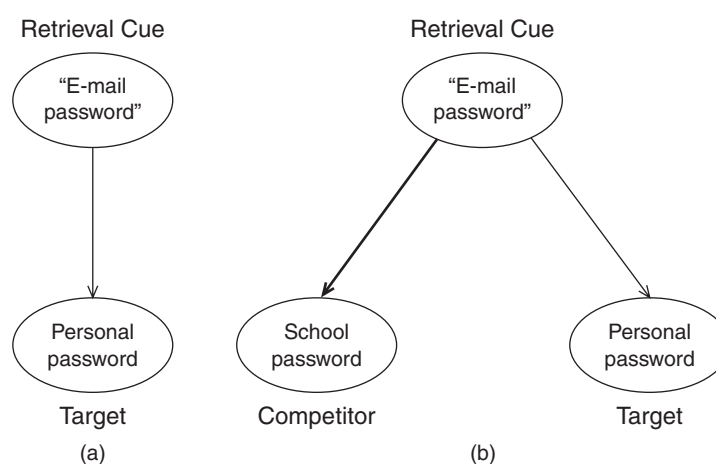 Retrieval Cue
“E-mail
password”
Personal
password
Target
(a)
Retrieval Cue
“E-mail
password”
School
password
Competitor
Personal
password
Target
(b)